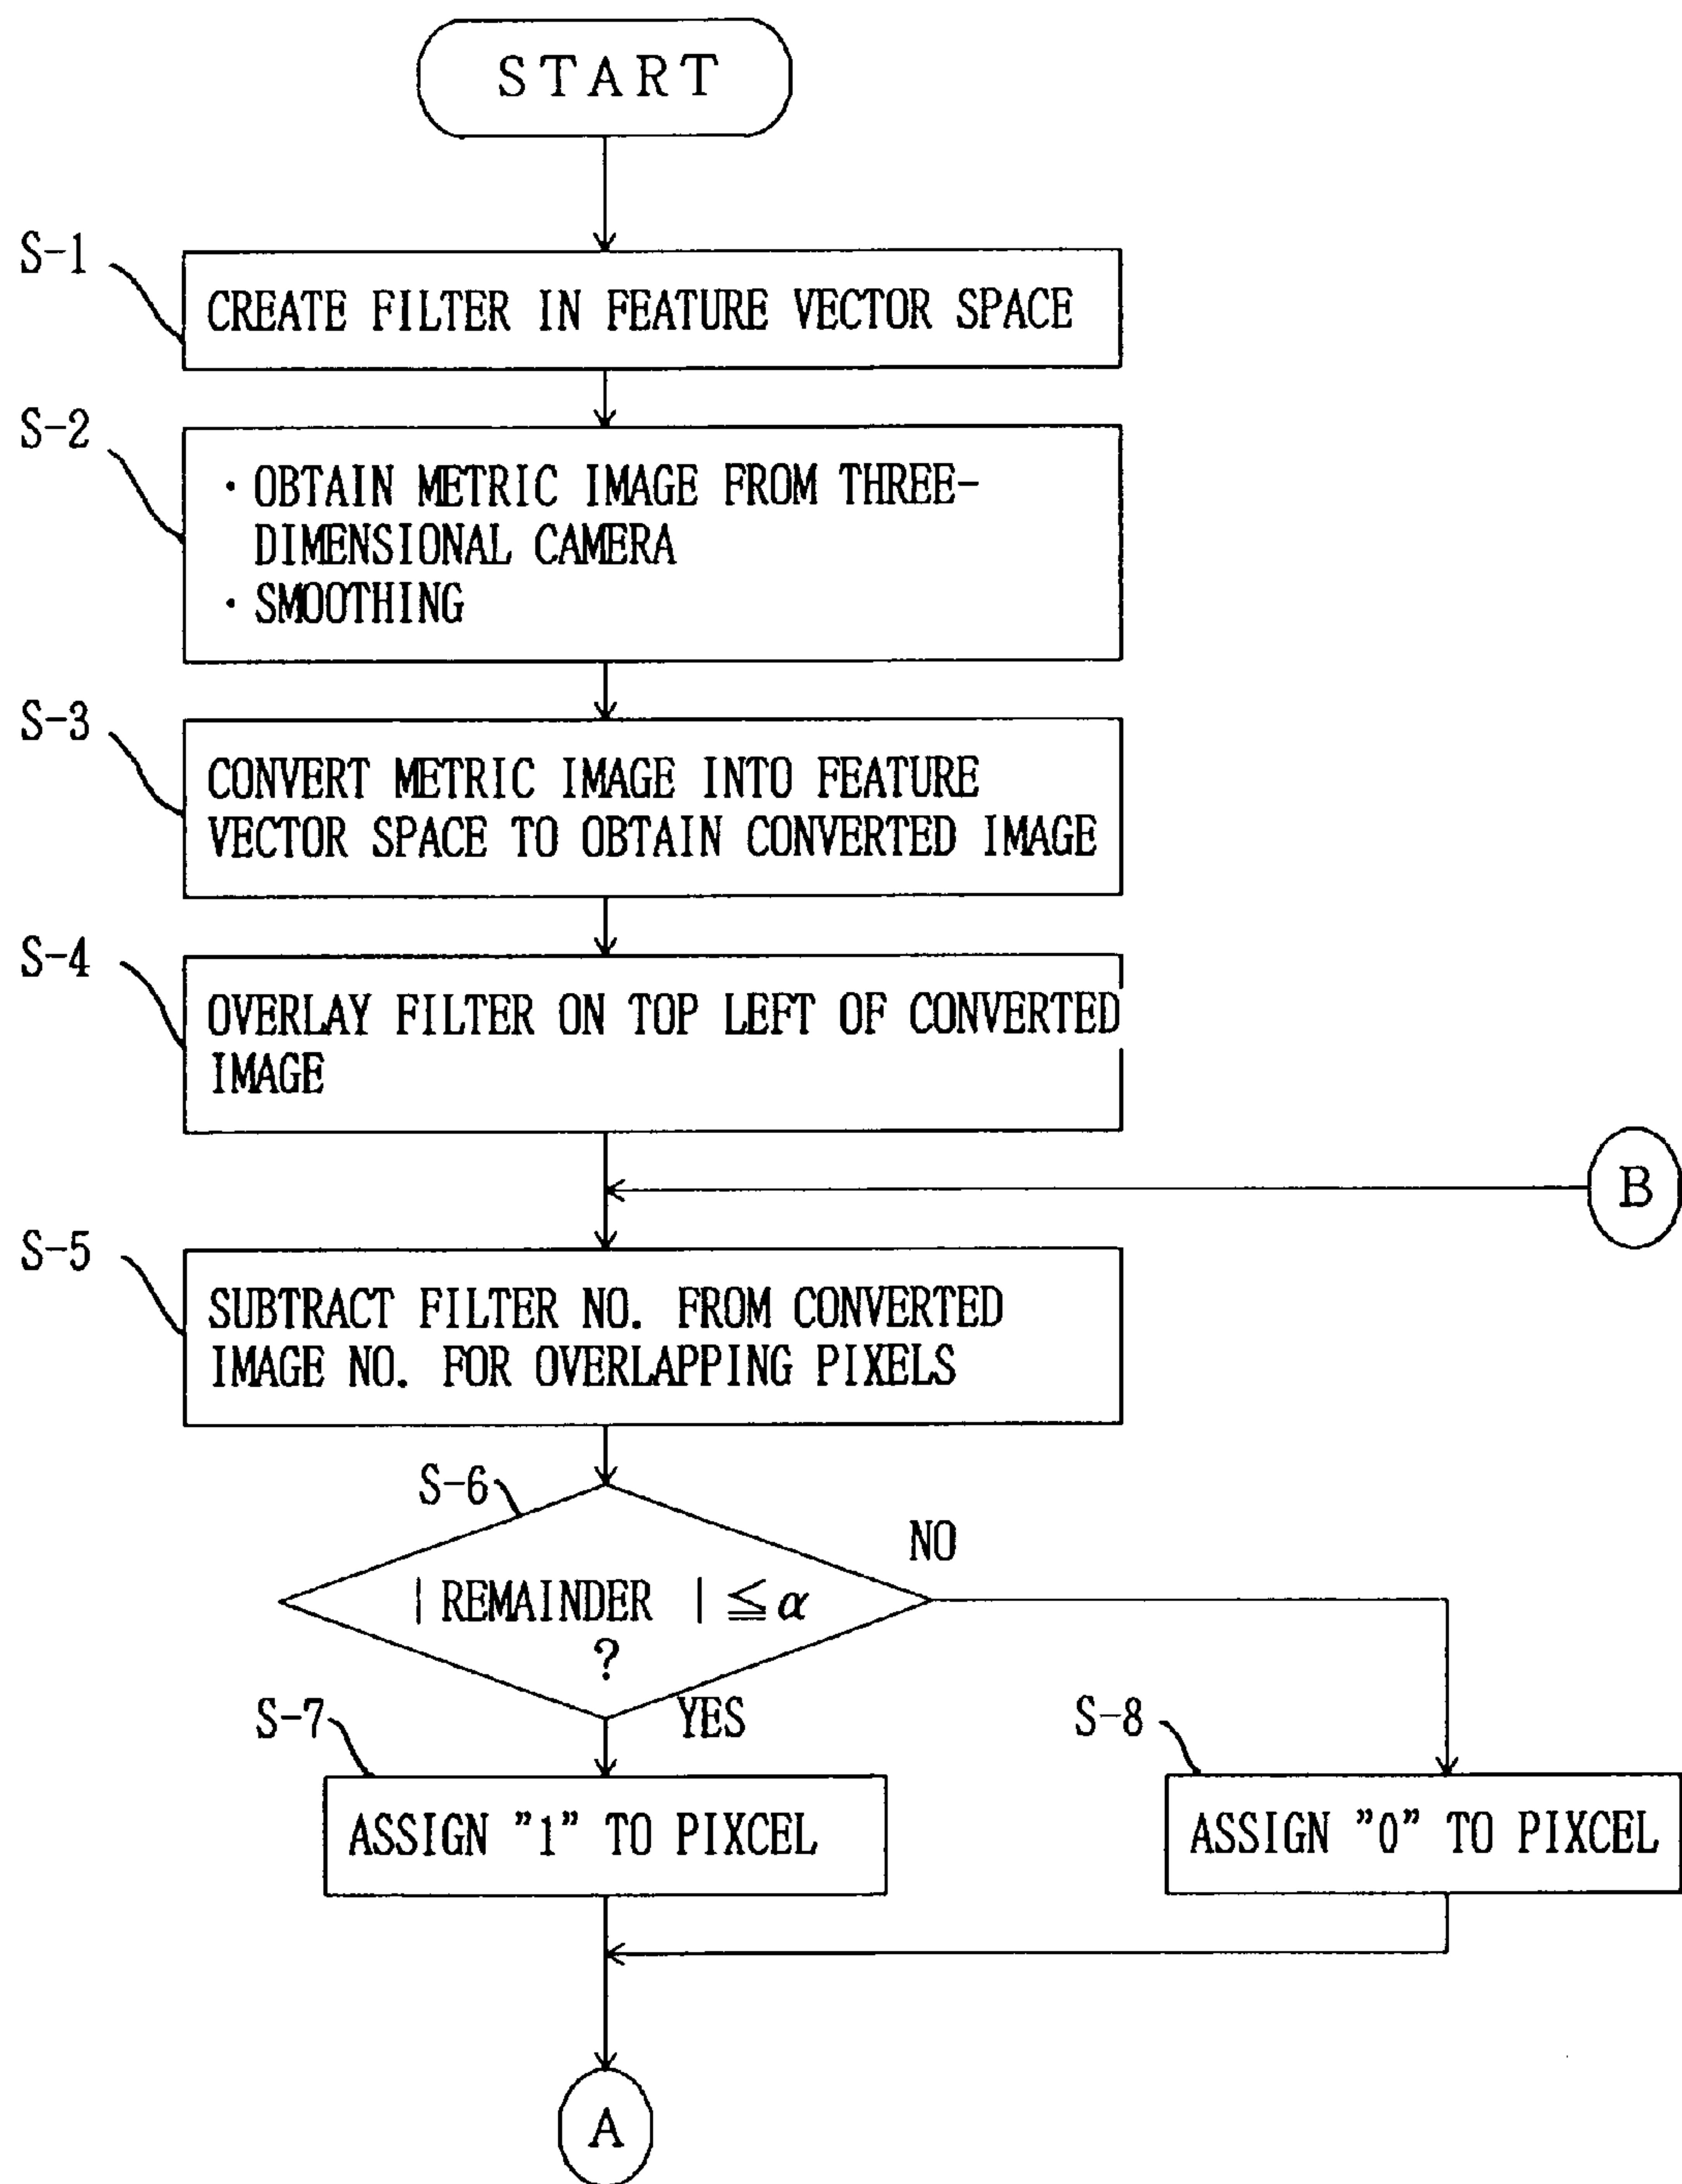 START
S-1
CREATE FILTER IN FEATURE VECTOR SPACE
S-2
・OBTAIN METRIC IMAGE FROM THREE-
DIMENSIONAL CAMERA
・SMOOTHING
S-3
CONVERT METRIC IMAGE INTO FEATURE
VECTOR SPACE TO OBTAIN CONVERTED IMAGE
S-4
OVERLAY FILTER ON TOP LEFT OF CONVERTED
IMAGE
B
S-5
SUBTRACT FILTER NO. FROM CONVERTED
IMAGE NO. FOR OVERLAPPING PIXELS
S-6
NO
| REMAINDER | ≦ α
?
YES
S-7
ASSIGN ”1” TO PIXCEL
S-8
ASSIGN ”0” TO PIXCEL
A